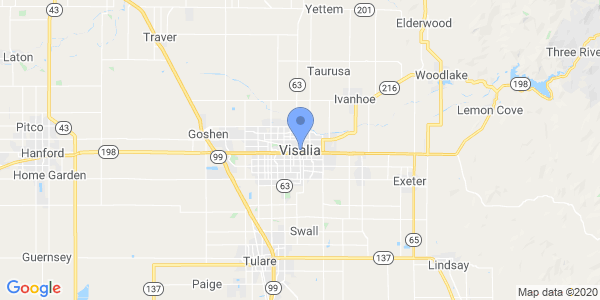 Yettem
43
201
Elderwood
Traver
Three Rive
Laton
Taurusa
63
Woodlake
198
216
Ivanhoe
Lemon Cove
Pitco
43
Goshen
Visalia
Hanford
198
99
Home Garden
Exeter
63
Swall
65
Guernsey
137
Tulare
Lindsay
Paige
137
99
Google
Map data ©2020